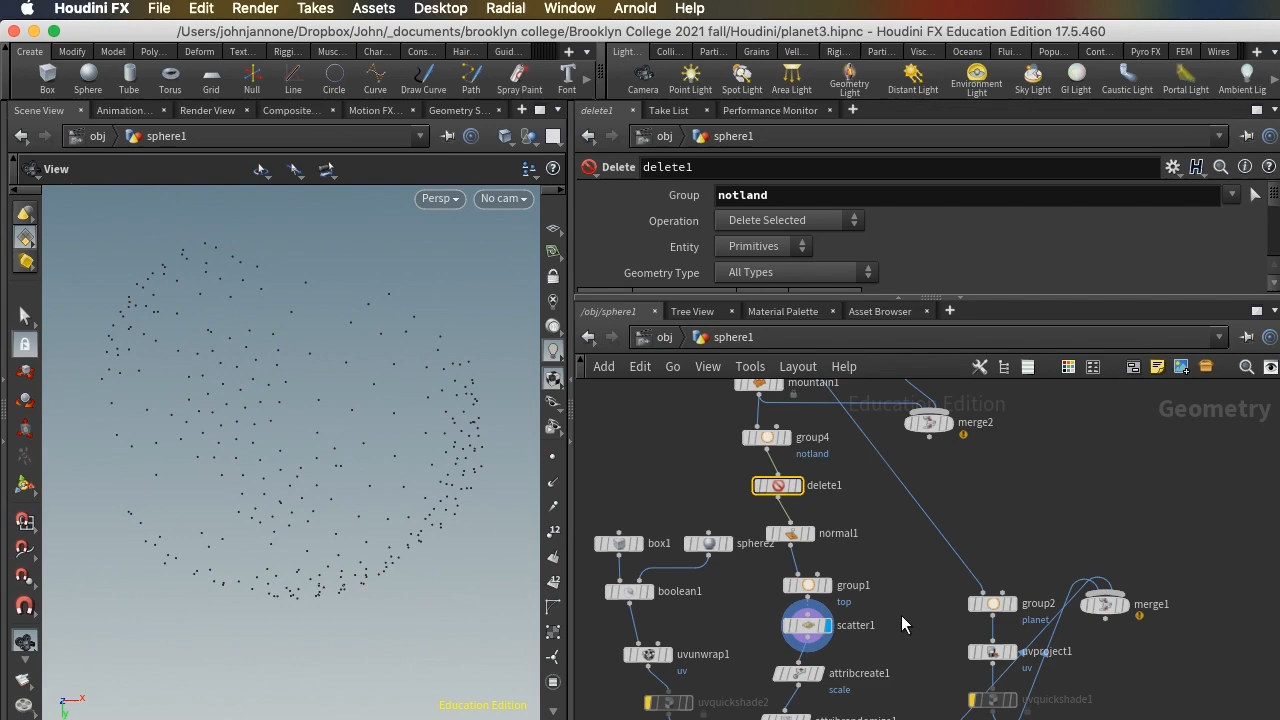 Houdini FX File Edit Render Takes Assets Desktop Radial Window Arnold Help
/Users/johnjannone/Dropbox/John/_documents/brooklyn college/Brooklyn College 2021 fall/Houdini/planet3.hipnc - Houdini FX Education Edition 17.5.460
Create Modify Model Poly... Deform Text... Riggi... Musc... Char... Cons... Hair... Guid... Light... Colli... Parti... Grains Vell... Rig... Parti... Visc... Oceans Flui... Popu... Cont... Pyro FX FEM Wires
Box Sphere Tube Torus Grid Null Line Circle Curve Draw Curve Path Spray Paint Font Camera Point Light Spot Light Area Light Geometry Light Distant Light Environment Light Sky Light GI Light Caustic Light Portal Light Ambient Lig
Scene View Animation... Render View Composite... Motion FX... Geometry S... delete1 Take List Performance Monitor
obj sphere1 obj sphere1
View
Delete delete1
Persp No cam
Group notland
Operation Delete Selected
Entity Primitives
Geometry Type All Types
/obj/sphere1 Tree View Material Palette Asset Browser
obj sphere1
Add Edit Go View Tools Layout Help
mountain1
Education Edition
Geometry
merge2
group4
notland
delete1
normal1
box1
sphere2
boolean1
group1
top
scatter1
group2
planet
merge1
uvunwrap1
uv
uvproject1
uv
attribcreate1
scale
uvquickshade2
uvquickshade1
12
12
z x
y
Education Edition